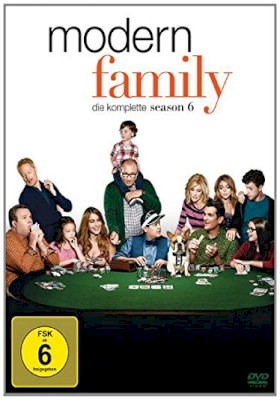 modern
family
die komplette season 6
FSK
ab
6
freigegeben
DVD